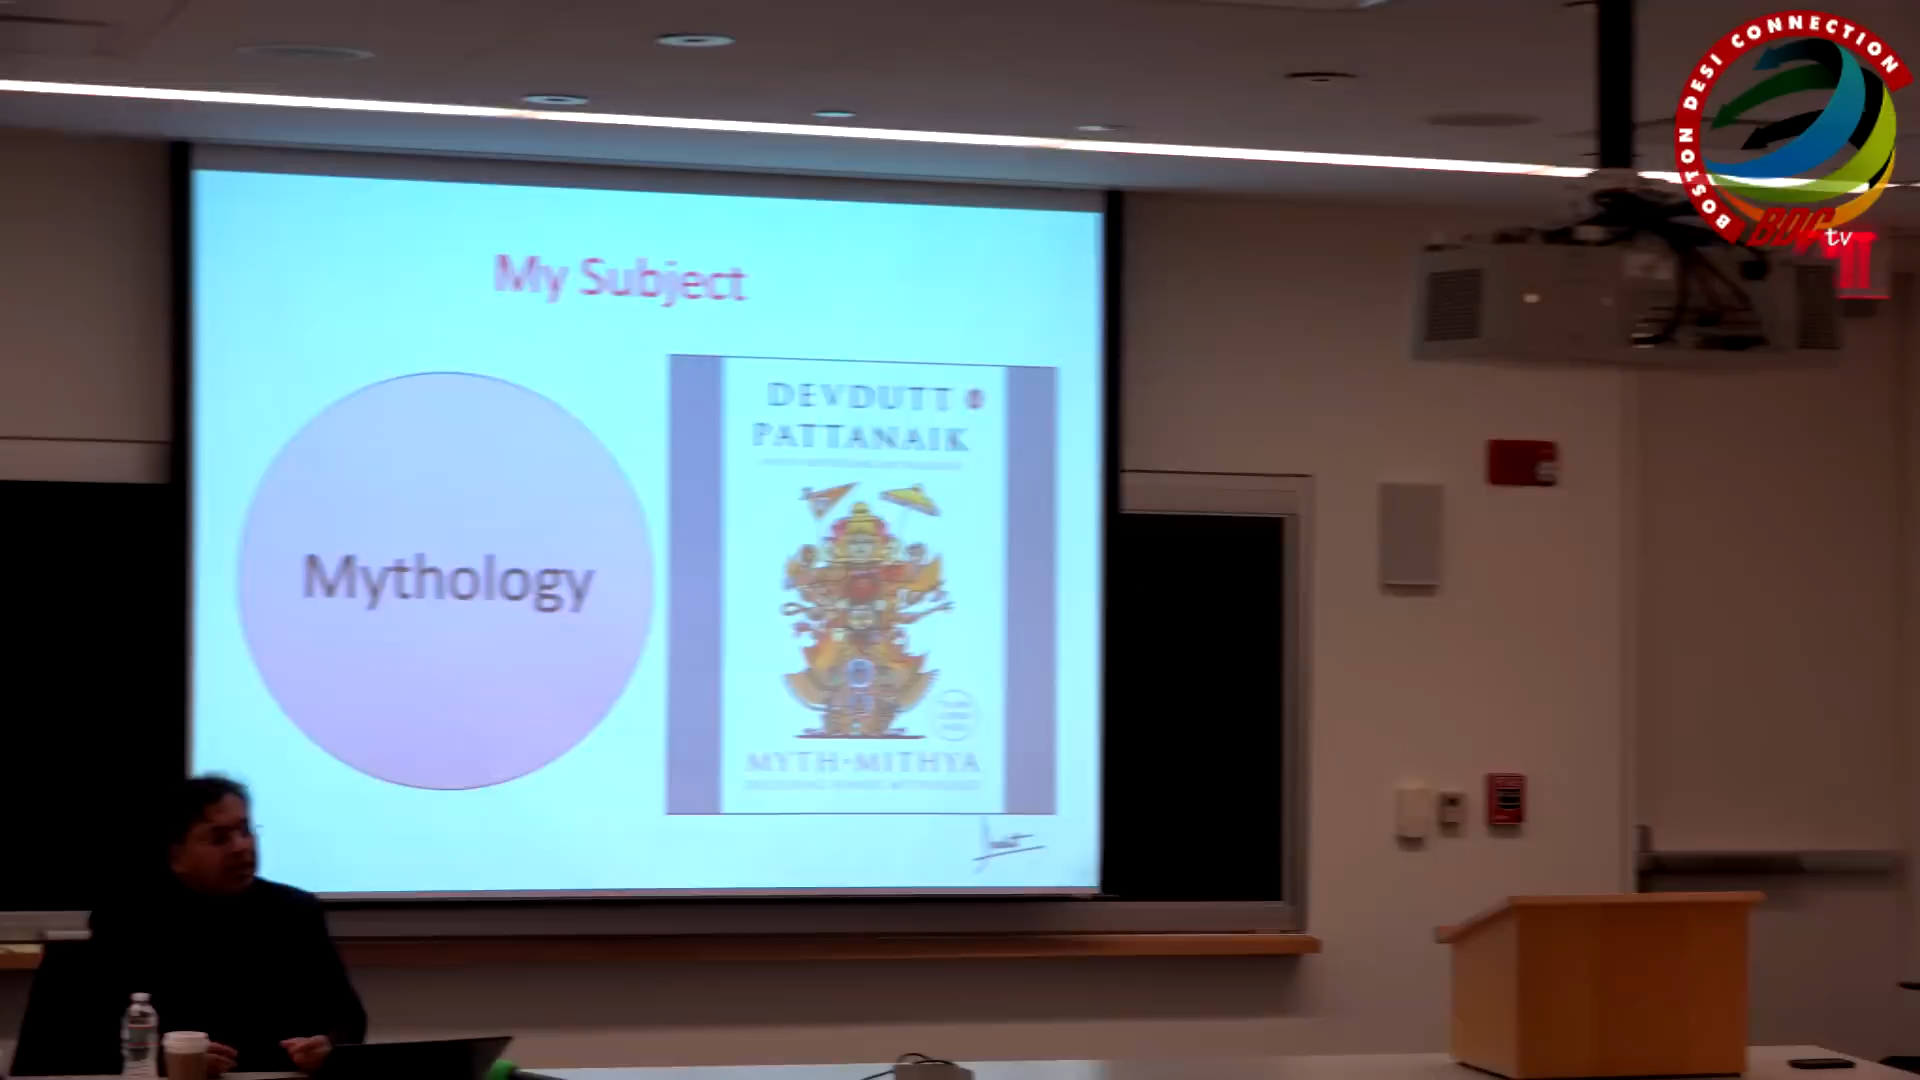 BOSTON DESI CONNECTION
BDC
tv
My Subject
Mythology
DEVDUTT
PATTANAIK
MYTH·MITHYA